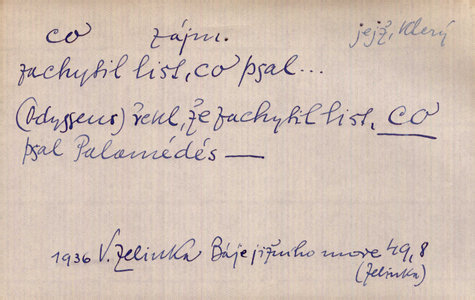 co zájm. jejž, který
zachytil list, co psal...
(Odysseus) řekl, že zachytil list, co
psal Palamédés —
1936 V. Zelinka Báje jižního moře 49,8
(Zelinka)